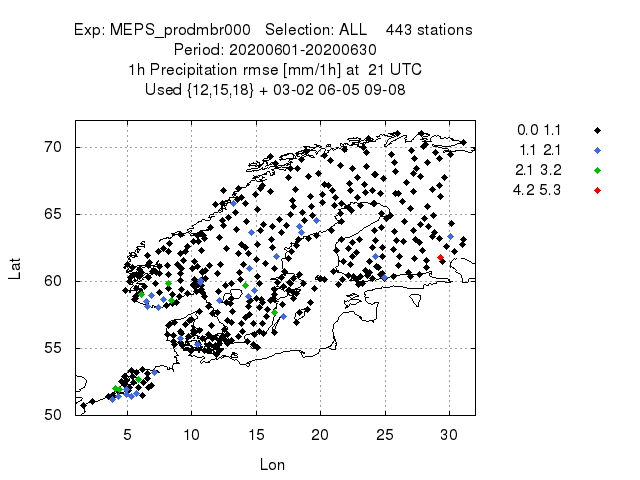 Exp: MEPS_prodmbr000   Selection: ALL    443 stations
Period: 20200601-20200630
1h Precipitation rmse [mm/1h] at  21 UTC
Used {12,15,18} + 03-02 06-05 09-08
0.0 1.1
1.1 2.1
2.1 3.2
4.2 5.3
70
65
60
55
50
Lat
5 10 15 20 25 30
Lon